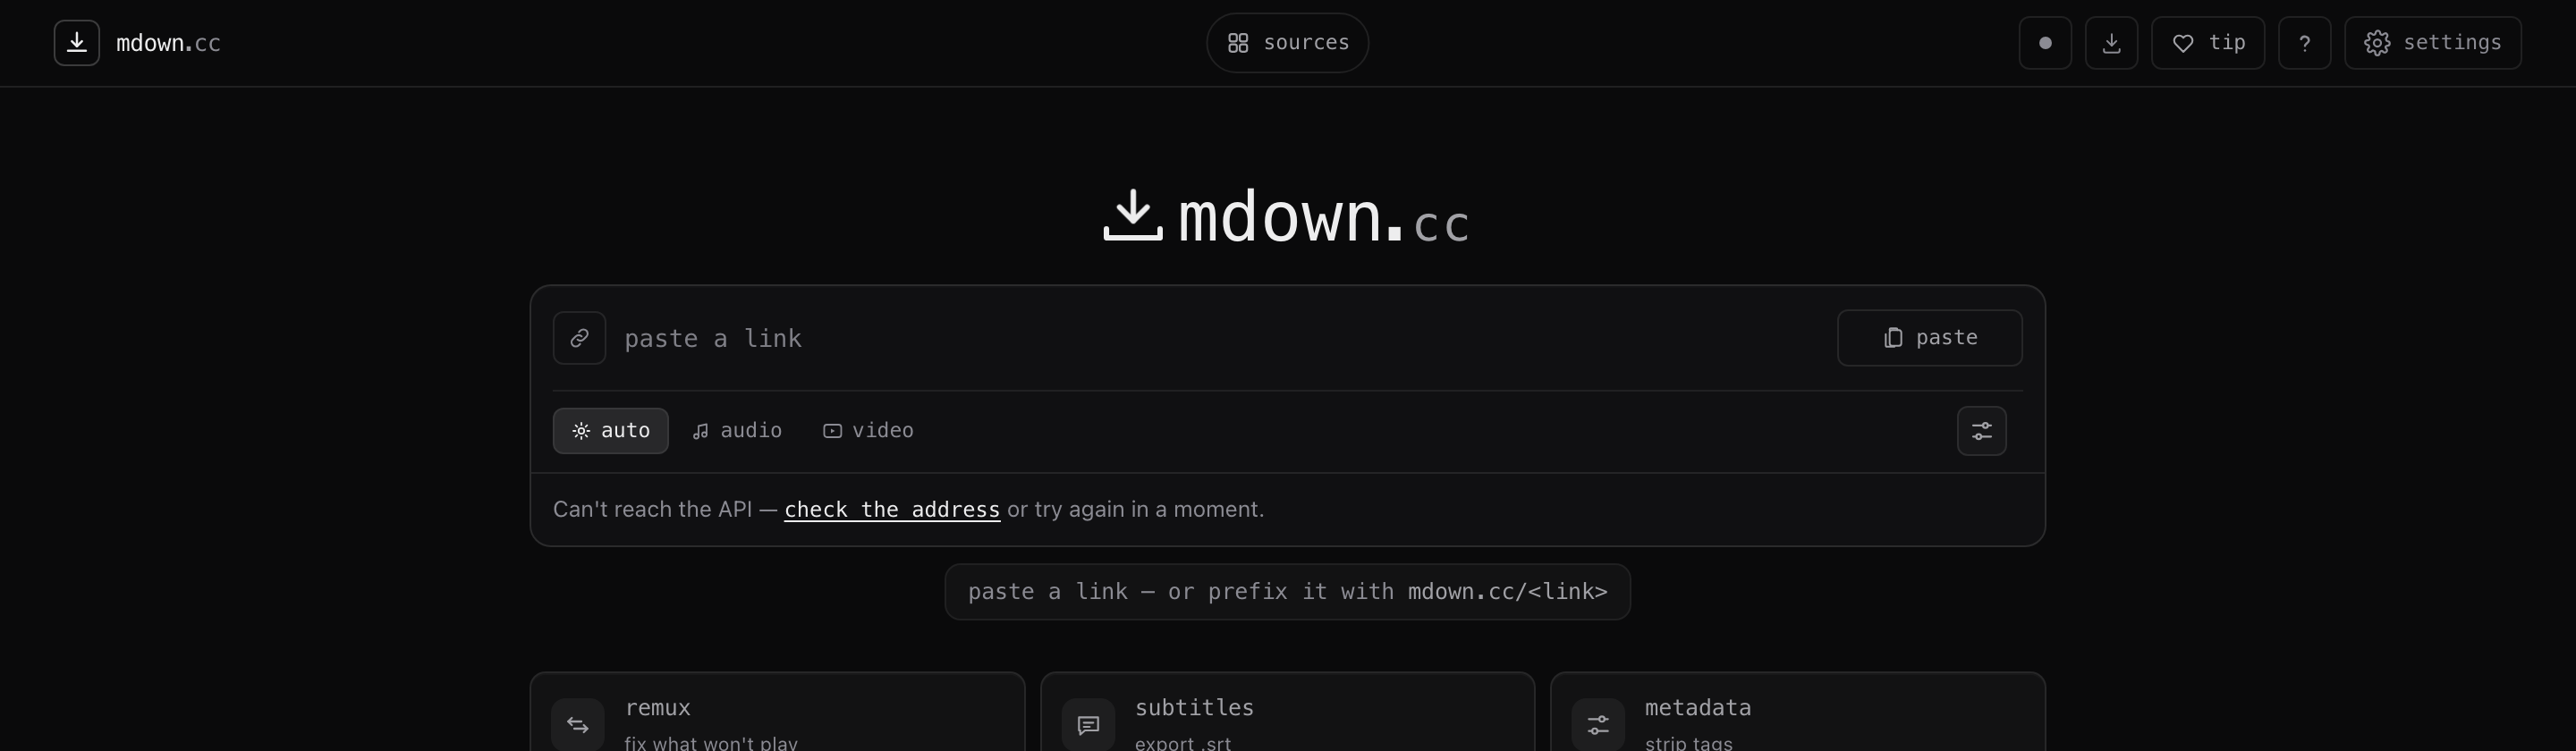 mdown.cc
sources
tip
?
settings
mdown.cc
paste a link
paste
auto
audio
video
Can't reach the API — check the address or try again in a moment.
paste a link — or prefix it with mdown.cc/<link>
remux
fix what won't play
subtitles
export .srt
metadata
strip tags